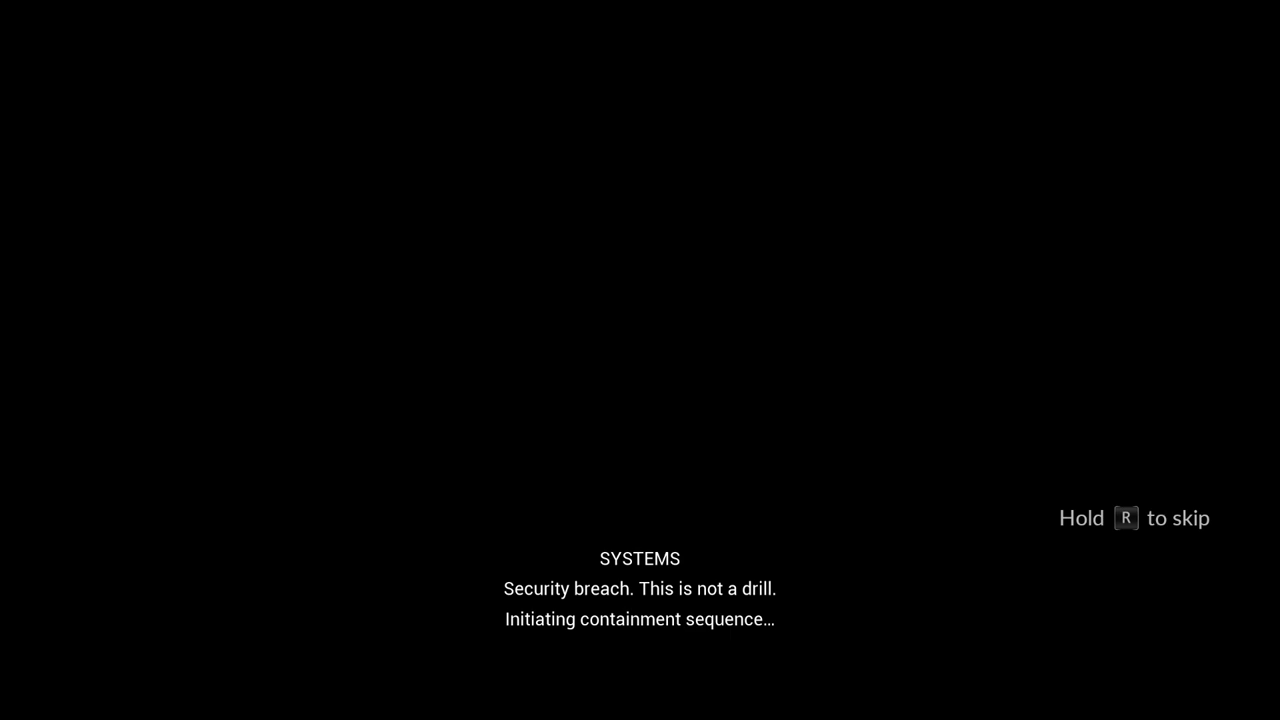 Hold R to skip
SYSTEMS
Security breach. This is not a drill.
Initiating containment sequence...